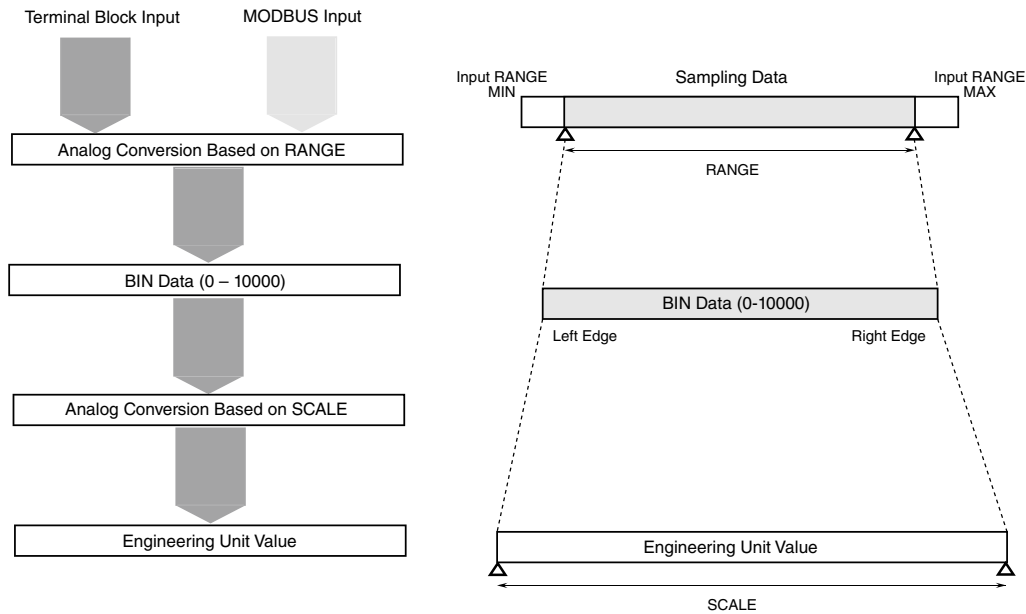 Terminal Block Input
MODBUS Input
Analog Conversion Based on RANGE
BIN Data (0 – 10000)
Analog Conversion Based on SCALE
Engineering Unit Value
Input RANGE
MIN
Sampling Data
Input RANGE
MAX
RANGE
BIN Data (0-10000)
Left Edge
Right Edge
Engineering Unit Value
SCALE